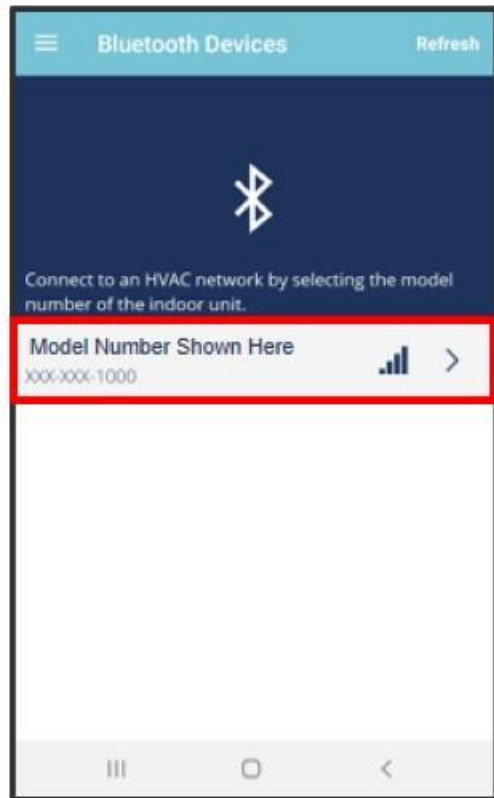 Bluetooth Devices Refresh
Connect to an HVAC network by selecting the model
number of the indoor unit.
Model Number Shown Here
XXX-XXX-1000